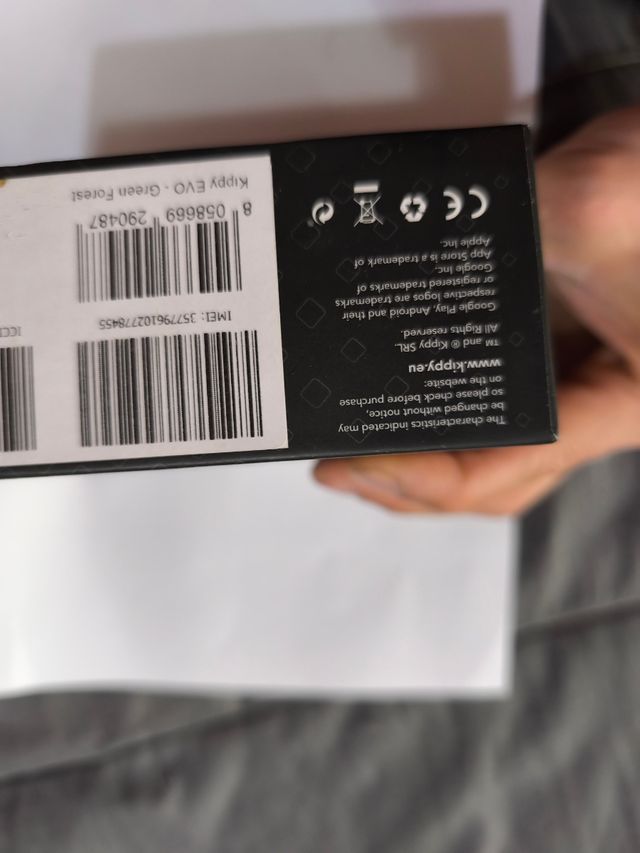 The characteristics indicated may
be changed without notice,
so please check before purchase
on the website:
www.kippy.eu
™ and ® Kippy SRL.
All Rights reserved.
Google Play, Android, and their
respective logos are trademarks
or registered trademarks of
Google Inc.
App Store is a trademark of
Apple Inc.
CE
IMEI: 357796102778455
8 058669 290487
Kippy EVO - Green Forest